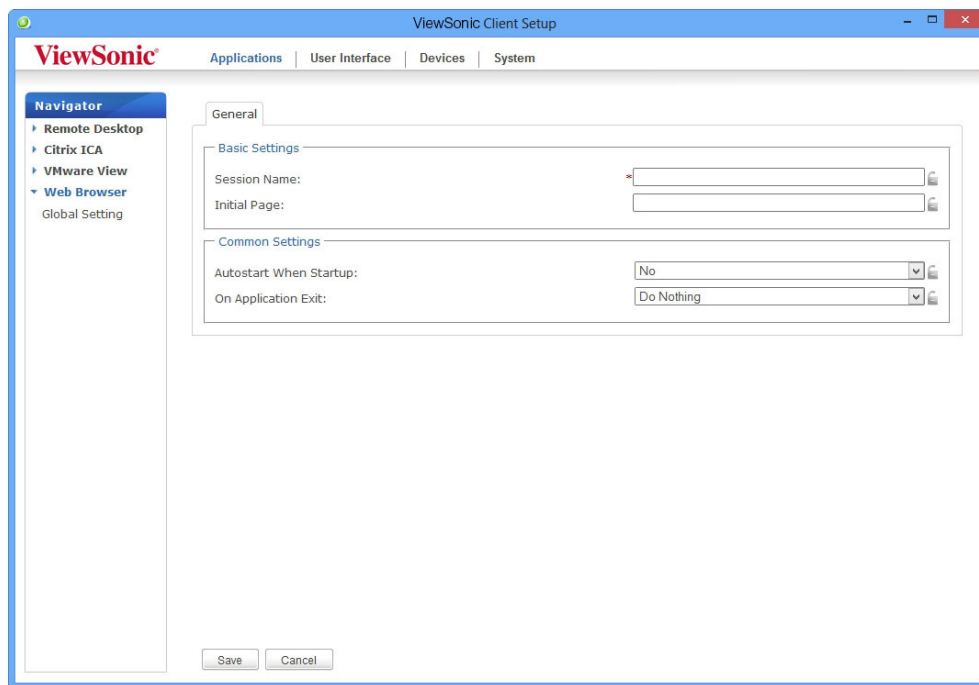 ViewSonic Client Setup
ViewSonic®
Applications | User Interface | Devices | System
Navigator
Remote Desktop
Citrix ICA
VMware View
Web Browser
Global Setting
General
Basic Settings
Session Name: *
Initial Page:
Common Settings
Autostart When Startup: No
On Application Exit: Do Nothing
Save Cancel